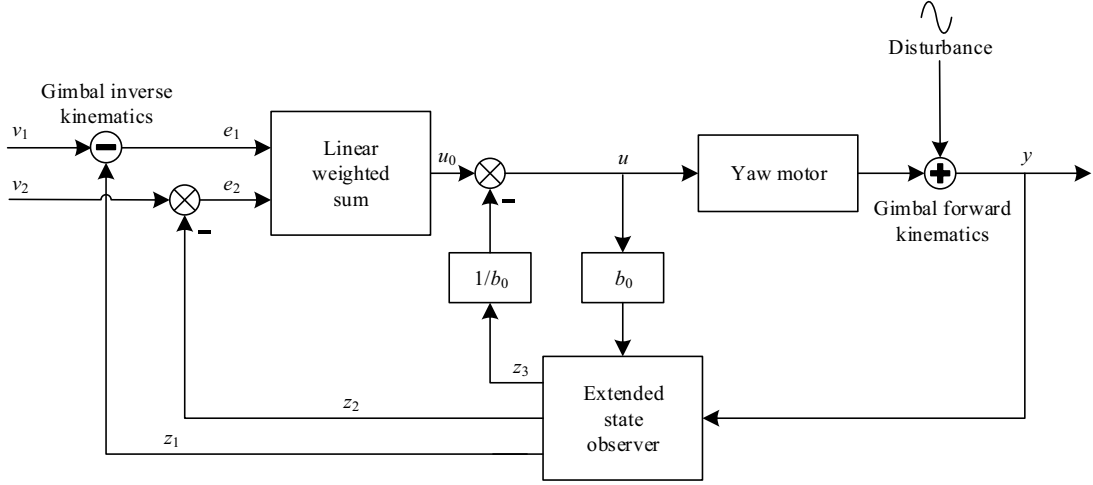 Disturbance
Gimbal inverse
kinematics
v₁
e₁
v₂
e₂
Linear
weighted
sum
u₀
u
Yaw motor
y
Gimbal forward
kinematics
1/b₀
b₀
z₃
z₂
z₁
Extended
state
observer